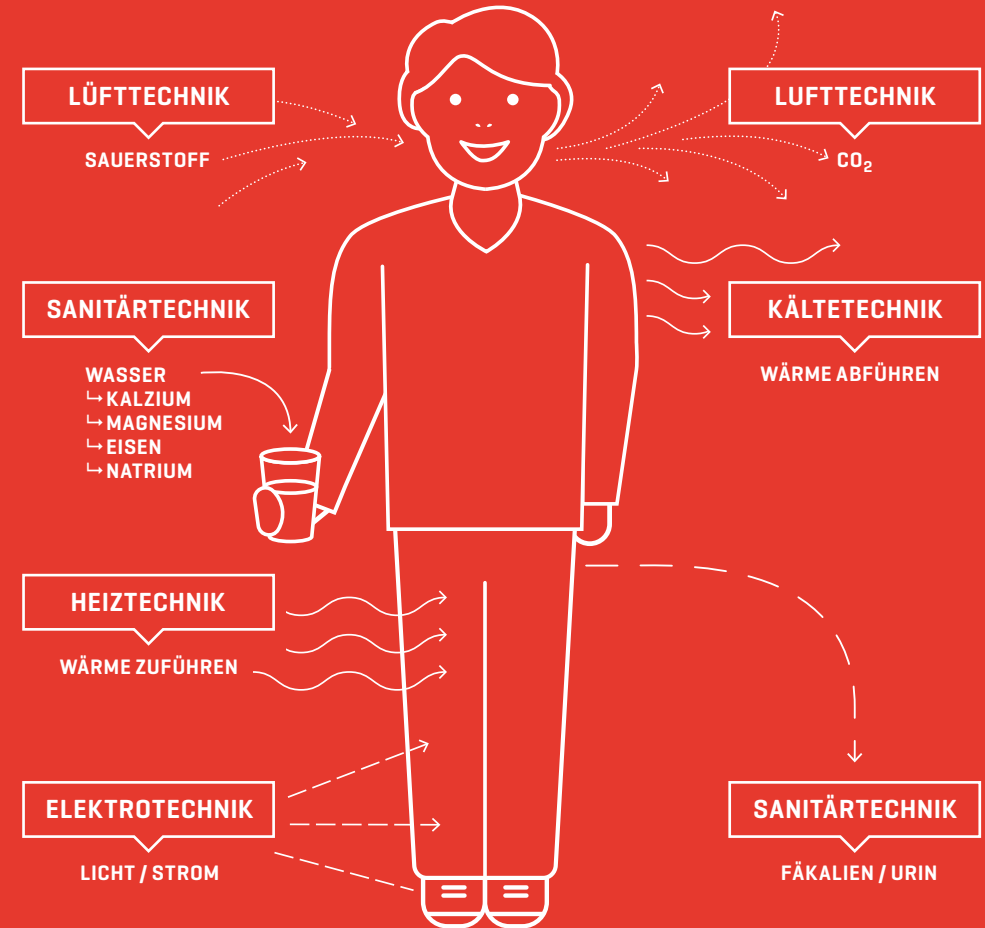 LÜFTTECHNIK
SAUERSTOFF
LUFTTECHNIK
CO₂
SANITÄRTECHNIK
WASSER
↳ KALZIUM
↳ MAGNESIUM
↳ EISEN
↳ NATRIUM
KÄLTETECHNIK
WÄRME ABFÜHREN
HEIZTECHNIK
WÄRME ZUFÜHREN
ELEKTROTECHNIK
LICHT / STROM
SANITÄRTECHNIK
FÄKALIEN / URIN